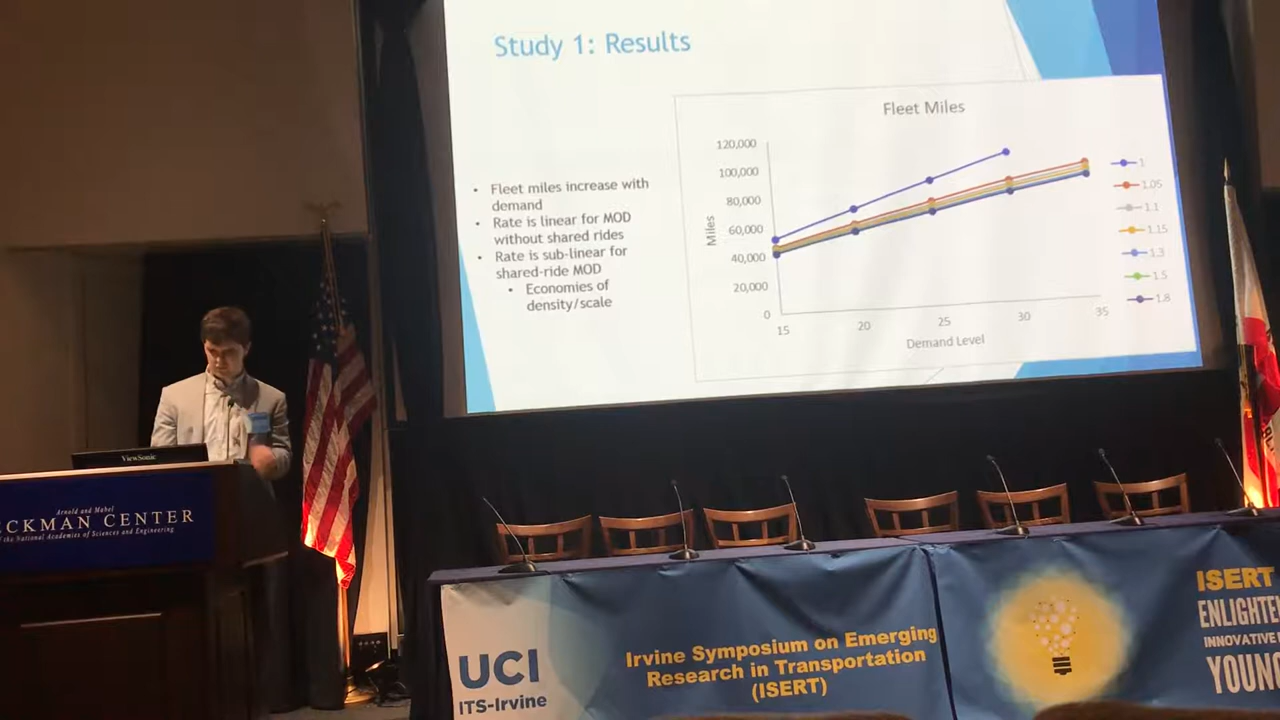 Study 1: Results
• Fleet miles increase with
demand
• Rate is linear for MOD
without shared rides
• Rate is sub-linear for
shared-ride MOD
• Economies of
density/scale
Fleet Miles
120,000
100,000
80,000
60,000
40,000
20,000
0
Miles
15
20
25
30
35
Demand Level
1
1.05
1.1
1.15
1.3
1.5
1.8
ViewSonic
Arnold and Mabel
ECKMAN CENTER
of the National Academies of Sciences and Engineering
UCI
ITS-Irvine
Irvine Symposium on Emerging
Research in Transportation
(ISERT)
ISERT
ENLIGHTE
INNOVATIVE
YOUNG